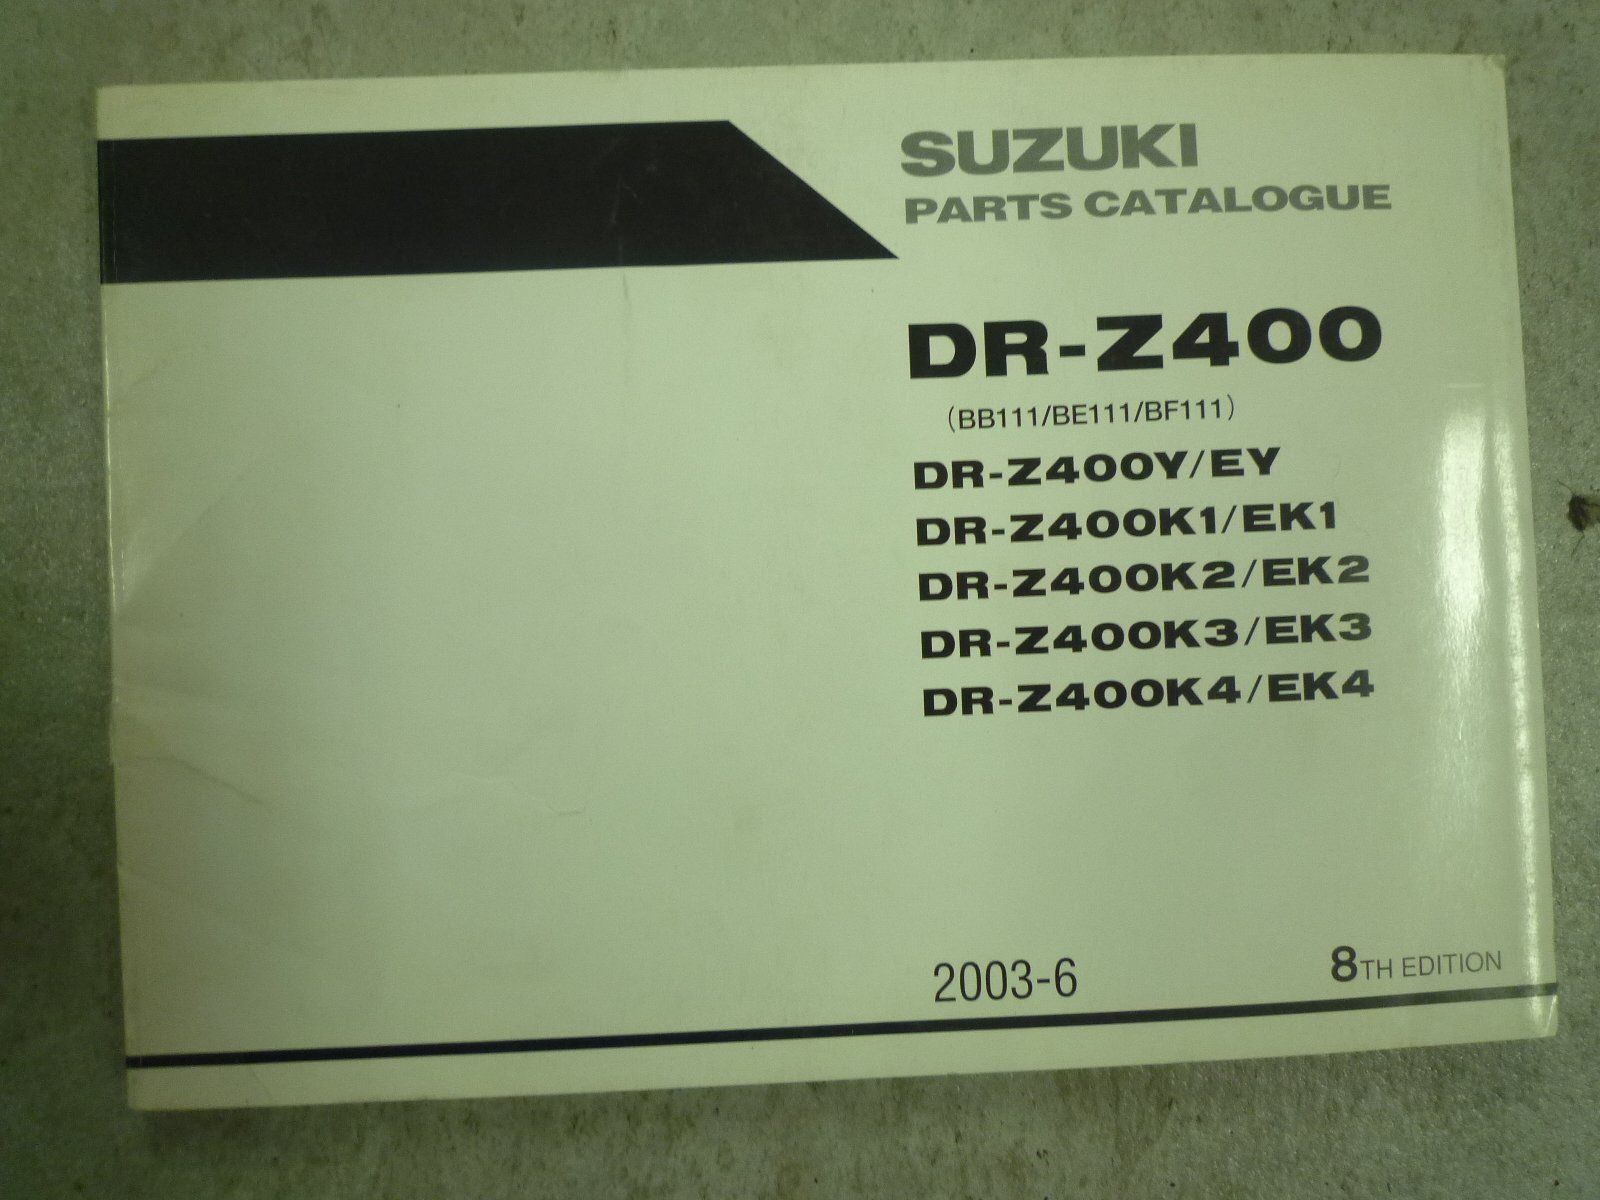 SUZUKI
PARTS CATALOGUE
DR-Z400
(BB111/BE111/BF111)
DR-Z400Y/EY
DR-Z400K1/EK1
DR-Z400K2/EK2
DR-Z400K3/EK3
DR-Z400K4/EK4
2003-6 8TH EDITION